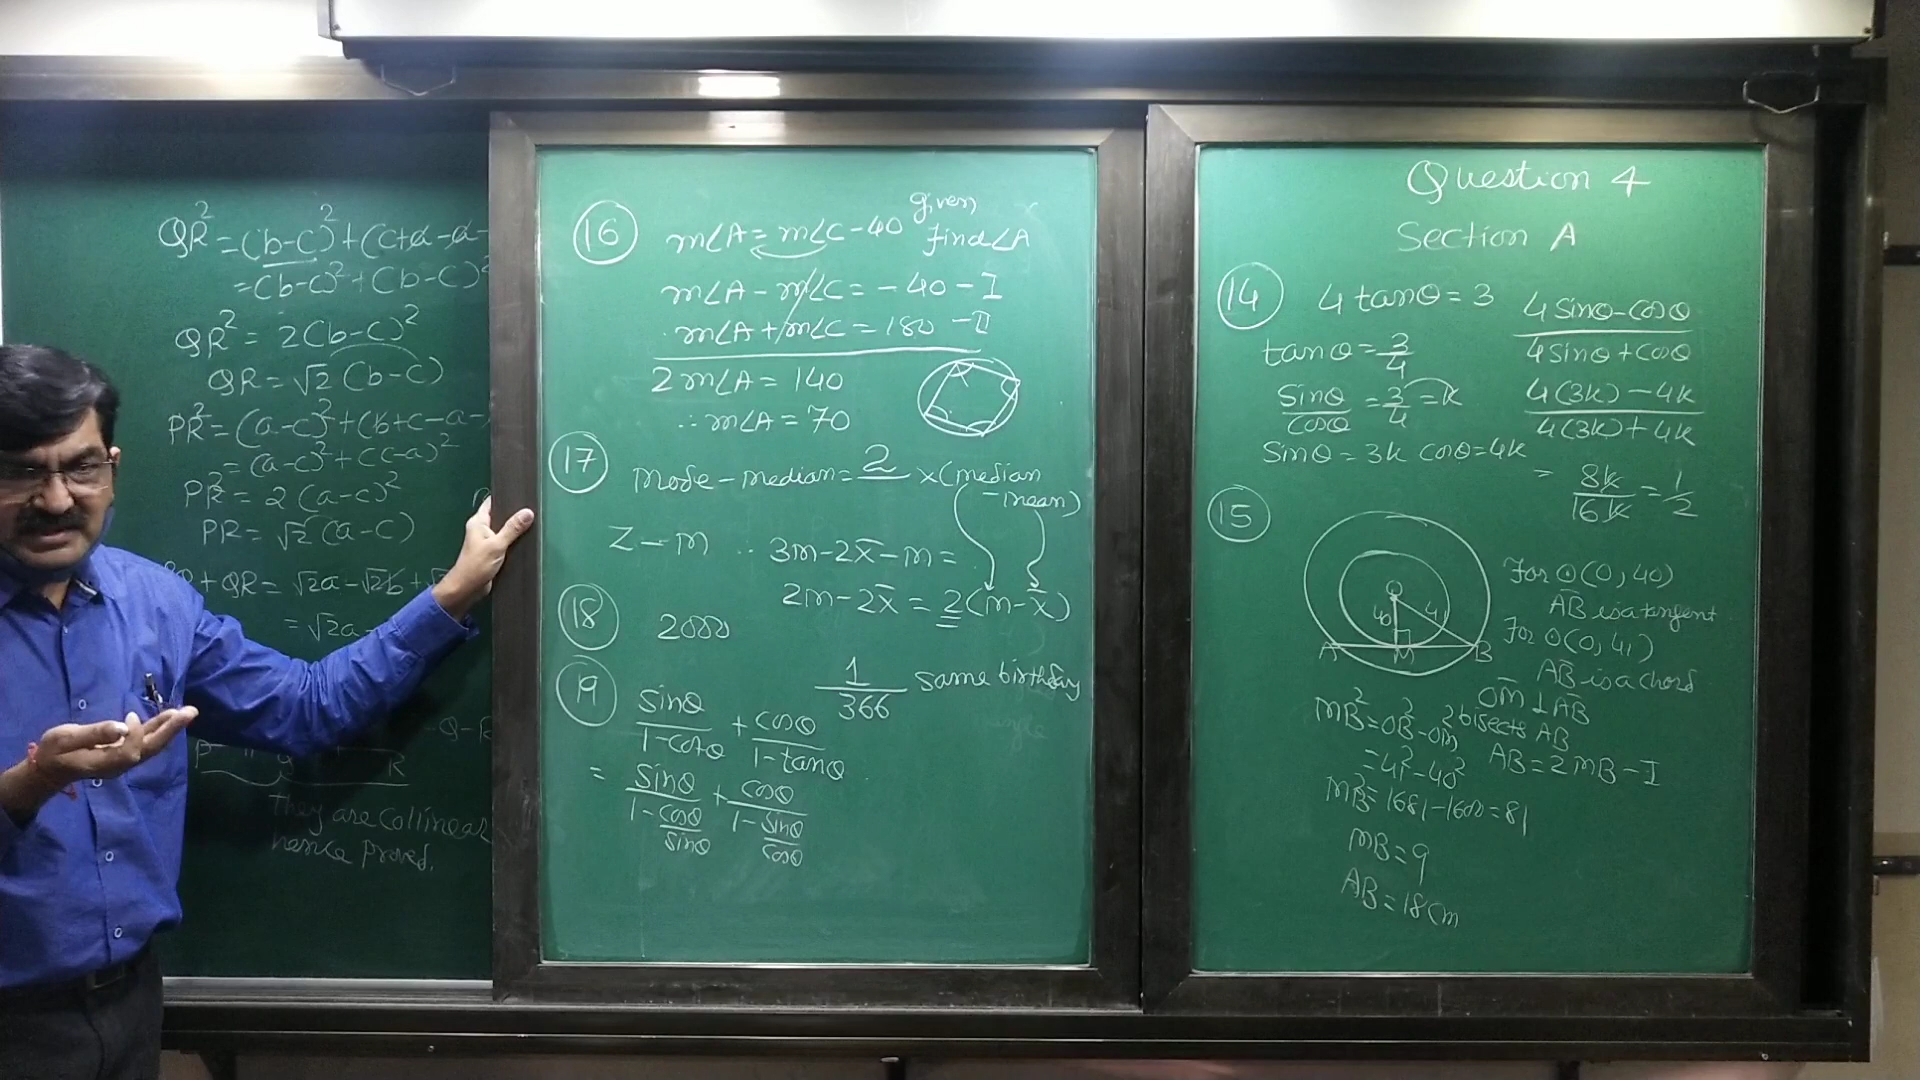 QR² = (b-c)² + (c+a-a-
= (b-c)² + (b-c)²
QR² = 2(b-c)²
QR = √2 (b-c)
PR² = (a-c)² + (b+c-a-
= (a-c)² + (c-a)²
PR² = 2 (a-c)²
PR = √2 (a-c)
+ QR = √2a - √2b + √2
= √2a -
Q-R
R
They are collinear
hence proved.
16 m∠A = m∠C - 40 given
find ∠A
m∠A - m∠C = -40 - I
m∠A + m∠C = 180 - II
2 m∠A = 140
∴ m∠A = 70
17 mode - median = 2 x (median
- mean)
Z - M ∴ 3M - 2x̄ - M =
2M - 2x̄ = 2(M - x̄)
18 2000
1/366 same birthday
19 sinθ/1-cotθ + cosθ/1-tanθ
= sinθ/1-cosθ/sinθ + cosθ/1-sinθ/cosθ
Question 4
Section A
14 4 tanθ = 3 4 sinθ - cosθ/4 sinθ + cosθ
tanθ = 3/4
sinθ/cosθ = 3/4 = k 4(3k) - 4k/4(3k) + 4k
sinθ = 3k cosθ = 4k
= 8k/16k = 1/2
15
O
40 41
A M B
For ⊙(O, 40)
AB is a tangent
For ⊙(O, 41)
AB is a chord
OM ⊥ AB
bisects AB
AB = 2MB - I
MB² = OB² - OM²
= 41² - 40²
MB² = 1681 - 1600 = 81
MB = 9
AB = 18 cm